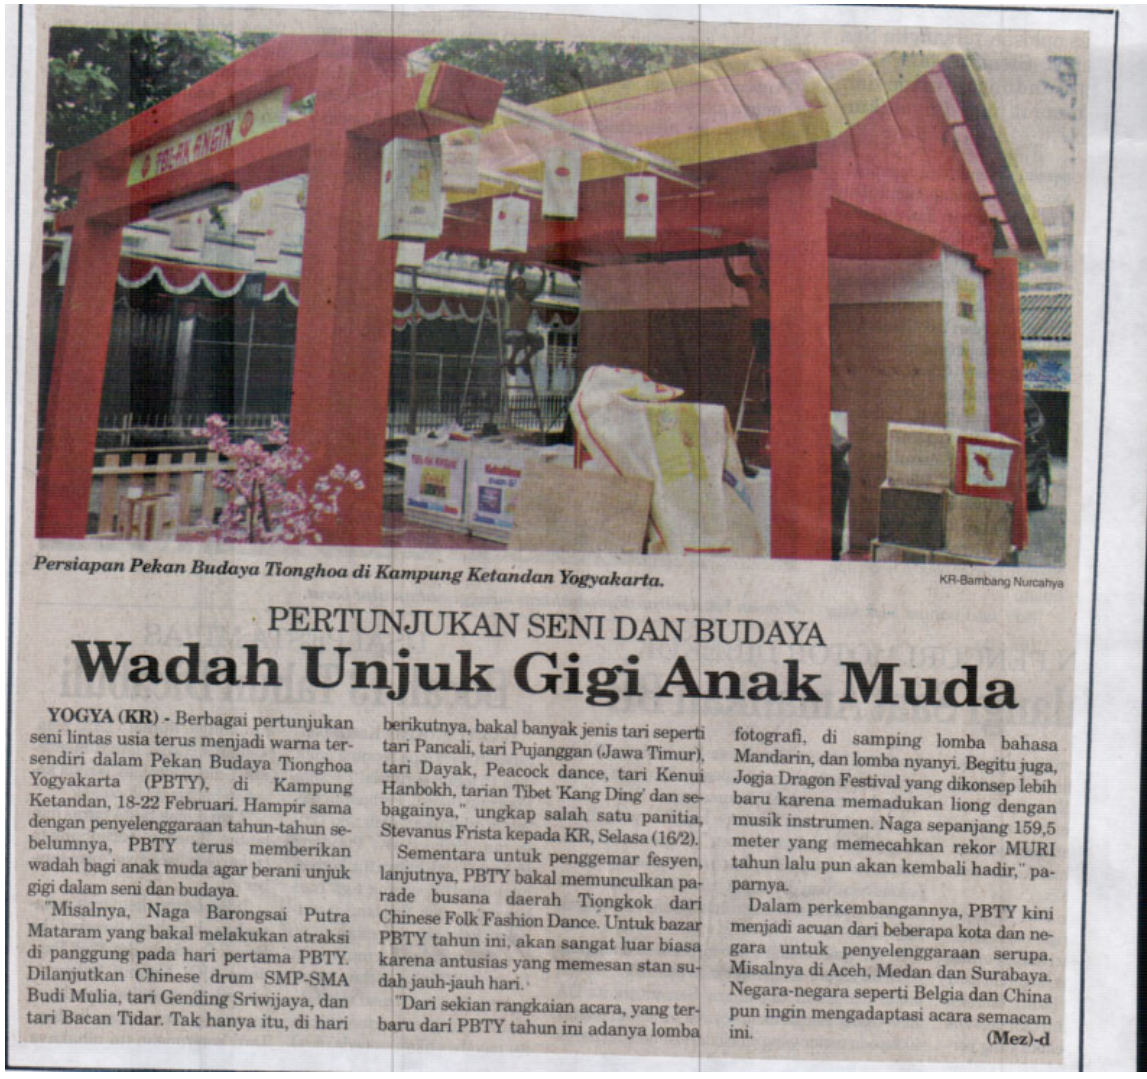 TOLAK ANGIN
TOLAK ANGIN
Persiapan Pekan Budaya Tionghoa di Kampung Ketandan Yogyakarta.
KR-Bambang Nurcahya
PERTUNJUKAN SENI DAN BUDAYA
Wadah Unjuk Gigi Anak Muda
YOGYA (KR) - Berbagai pertunjukan
seni lintas usia terus menjadi warna ter-
sendiri dalam Pekan Budaya Tionghoa
Yogyakarta (PBTY), di Kampung
Ketandan, 18-22 Februari. Hampir sama
dengan penyelenggaraan tahun-tahun se-
belumnya, PBTY terus memberikan
wadah bagi anak muda agar berani unjuk
gigi dalam seni dan budaya.
"Misalnya, Naga Barongsai Putra
Mataram yang bakal melakukan atraksi
di panggung pada hari pertama PBTY.
Dilanjutkan Chinese drum SMP-SMA
Budi Mulia, tari Gending Sriwijaya, dan
tari Bacan Tidar. Tak hanya itu, di hari
berikutnya, bakal banyak jenis tari seperti
tari Pancali, tari Pujanggan (Jawa Timur),
tari Dayak, Peacock dance, tari Kenui
Hanbokh, tarian Tibet 'Kang Ding' dan se-
bagainya," ungkap salah satu panitia,
Stevanus Frista kepada KR, Selasa (16/2).
Sementara untuk penggemar fesyen,
lanjutnya, PBTY bakal memunculkan pa-
rade busana daerah Tiongkok dari
Chinese Folk Fashion Dance. Untuk bazar
PBTY tahun ini, akan sangat luar biasa
karena antusias yang memesan stan su-
dah jauh-jauh hari.
"Dari sekian rangkaian acara, yang ter-
baru dari PBTY tahun ini adanya lomba
fotografi, di samping lomba bahasa
Mandarin, dan lomba nyanyi. Begitu juga,
Jogja Dragon Festival yang dikonsep lebih
baru karena memadukan liong dengan
musik instrumen. Naga sepanjang 159,5
meter yang memecahkan rekor MURI
tahun lalu pun akan kembali hadir," pa-
parnya.
Dalam perkembangannya, PBTY kini
menjadi acuan dari beberapa kota dan ne-
gara untuk penyelenggaraan serupa.
Misalnya di Aceh, Medan dan Surabaya.
Negara-negara seperti Belgia dan China
pun ingin mengadaptasi acara semacam
ini.
(Mez)-d